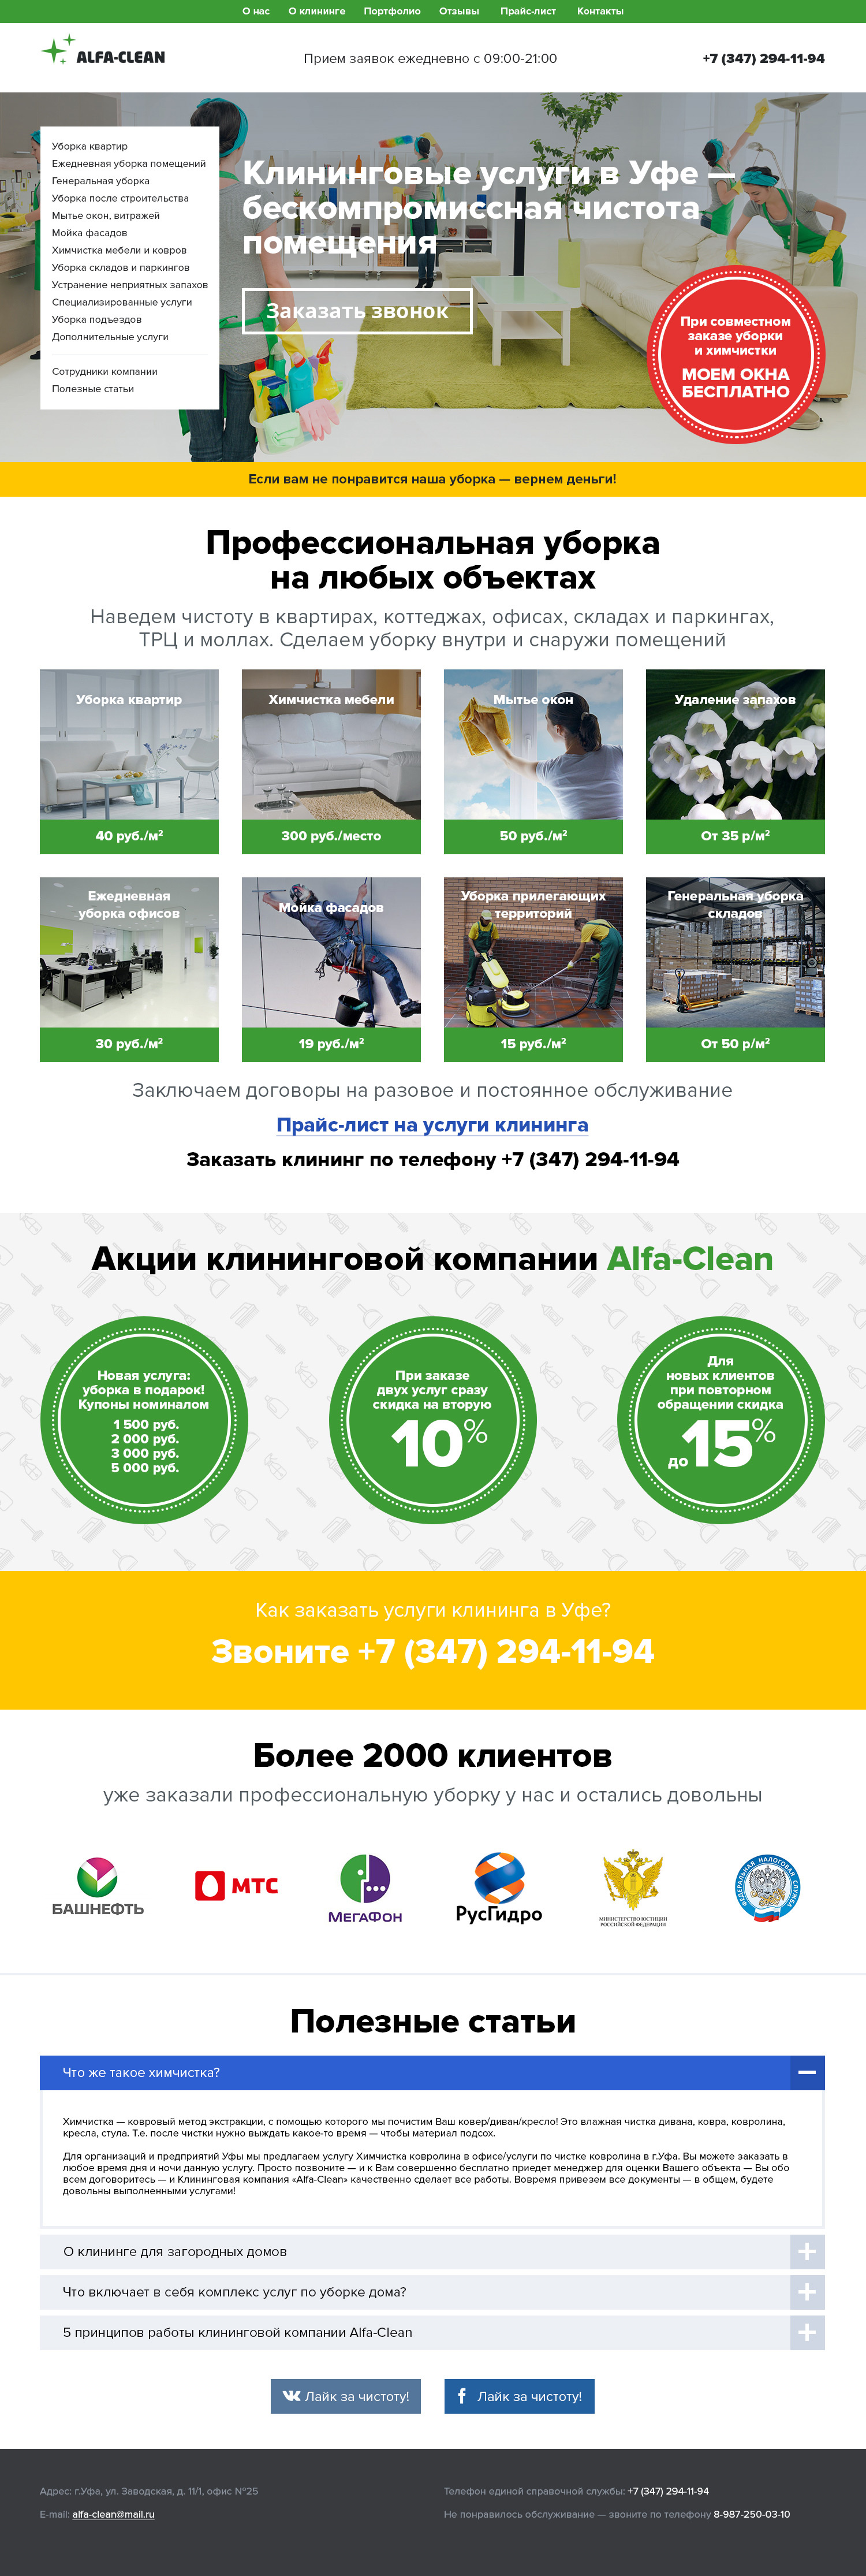 О нас О клининге Портфолио Отзывы Прайс-лист Контакты
ALFA-CLEAN
Прием заявок ежедневно с 09:00-21:00
+7 (347) 294-11-94
Уборка квартир
Ежедневная уборка помещений
Генеральная уборка
Уборка после строительства
Мытье окон, витражей
Мойка фасадов
Химчистка мебели и ковров
Уборка складов и паркингов
Устранение неприятных запахов
Специализированные услуги
Уборка подъездов
Дополнительные услуги
Сотрудники компании
Полезные статьи
Клининговые услуги в Уфе —
бескомпромиссная чистота
помещения
Заказать звонок
При совместном
заказе уборки
и химчистки
МОЕМ ОКНА
БЕСПЛАТНО
Если вам не понравится наша уборка — вернем деньги!
Профессиональная уборка
на любых объектах
Наведем чистоту в квартирах, коттеджах, офисах, складах и паркингах,
ТРЦ и моллах. Сделаем уборку внутри и снаружи помещений
Уборка квартир
40 руб./м²
Химчистка мебели
300 руб./место
Мытье окон
50 руб./м²
Удаление запахов
От 35 р/м²
Ежедневная
уборка офисов
30 руб./м²
Мойка фасадов
19 руб./м²
Уборка прилегающих
территорий
15 руб./м²
Генеральная уборка
складов
От 50 р/м²
Заключаем договоры на разовое и постоянное обслуживание
Прайс-лист на услуги клининга
Заказать клининг по телефону +7 (347) 294-11-94
Акции клининговой компании Alfa-Clean
Новая услуга:
уборка в подарок!
Купоны номиналом
1 500 руб.
2 000 руб.
3 000 руб.
5 000 руб.
При заказе
двух услуг сразу
скидка на вторую
10%
Для
новых клиентов
при повторном
обращении скидка
до 15%
Как заказать услуги клининга в Уфе?
Звоните +7 (347) 294-11-94
Более 2000 клиентов
уже заказали профессиональную уборку у нас и остались довольны
БАШНЕФТЬ
МТС
МЕГАФОН
РусГидро
МИНИСТЕРСТВО ЮСТИЦИИ
РОССИЙСКОЙ ФЕДЕРАЦИИ
ФЕДЕРАЛЬНАЯ НАЛОГОВАЯ СЛУЖБА
Полезные статьи
Что же такое химчистка?
Химчистка — ковровый метод экстракции, с помощью которого мы почистим Ваш ковер/диван/кресло! Это влажная чистка дивана, ковра, ковролина,
кресла, стула. Т.е. после чистки нужно выждать какое-то время — чтобы материал подсох.
Для организаций и предприятий Уфы мы предлагаем услугу Химчистка ковролина в офисе/услуги по чистке ковролина в г.Уфа. Вы можете заказать в
любое время дня и ночи данную услугу. Просто позвоните — и к Вам совершенно бесплатно приедет менеджер для оценки Вашего объекта — Вы обо
всем договоритесь — и Клининговая компания «Alfa-Clean» качественно сделает все работы. Вовремя привезем все документы — в общем, будете
довольны выполненными услугами!
О клининге для загородных домов
Что включает в себя комплекс услуг по уборке дома?
5 принципов работы клининговой компании Alfa-Clean
Лайк за чистоту!
Лайк за чистоту!
Адрес: г.Уфа, ул. Заводская, д. 11/1, офис №25
E-mail: alfa-clean@mail.ru
Телефон единой справочной службы: +7 (347) 294-11-94
Не понравилось обслуживание — звоните по телефону 8-987-250-03-10